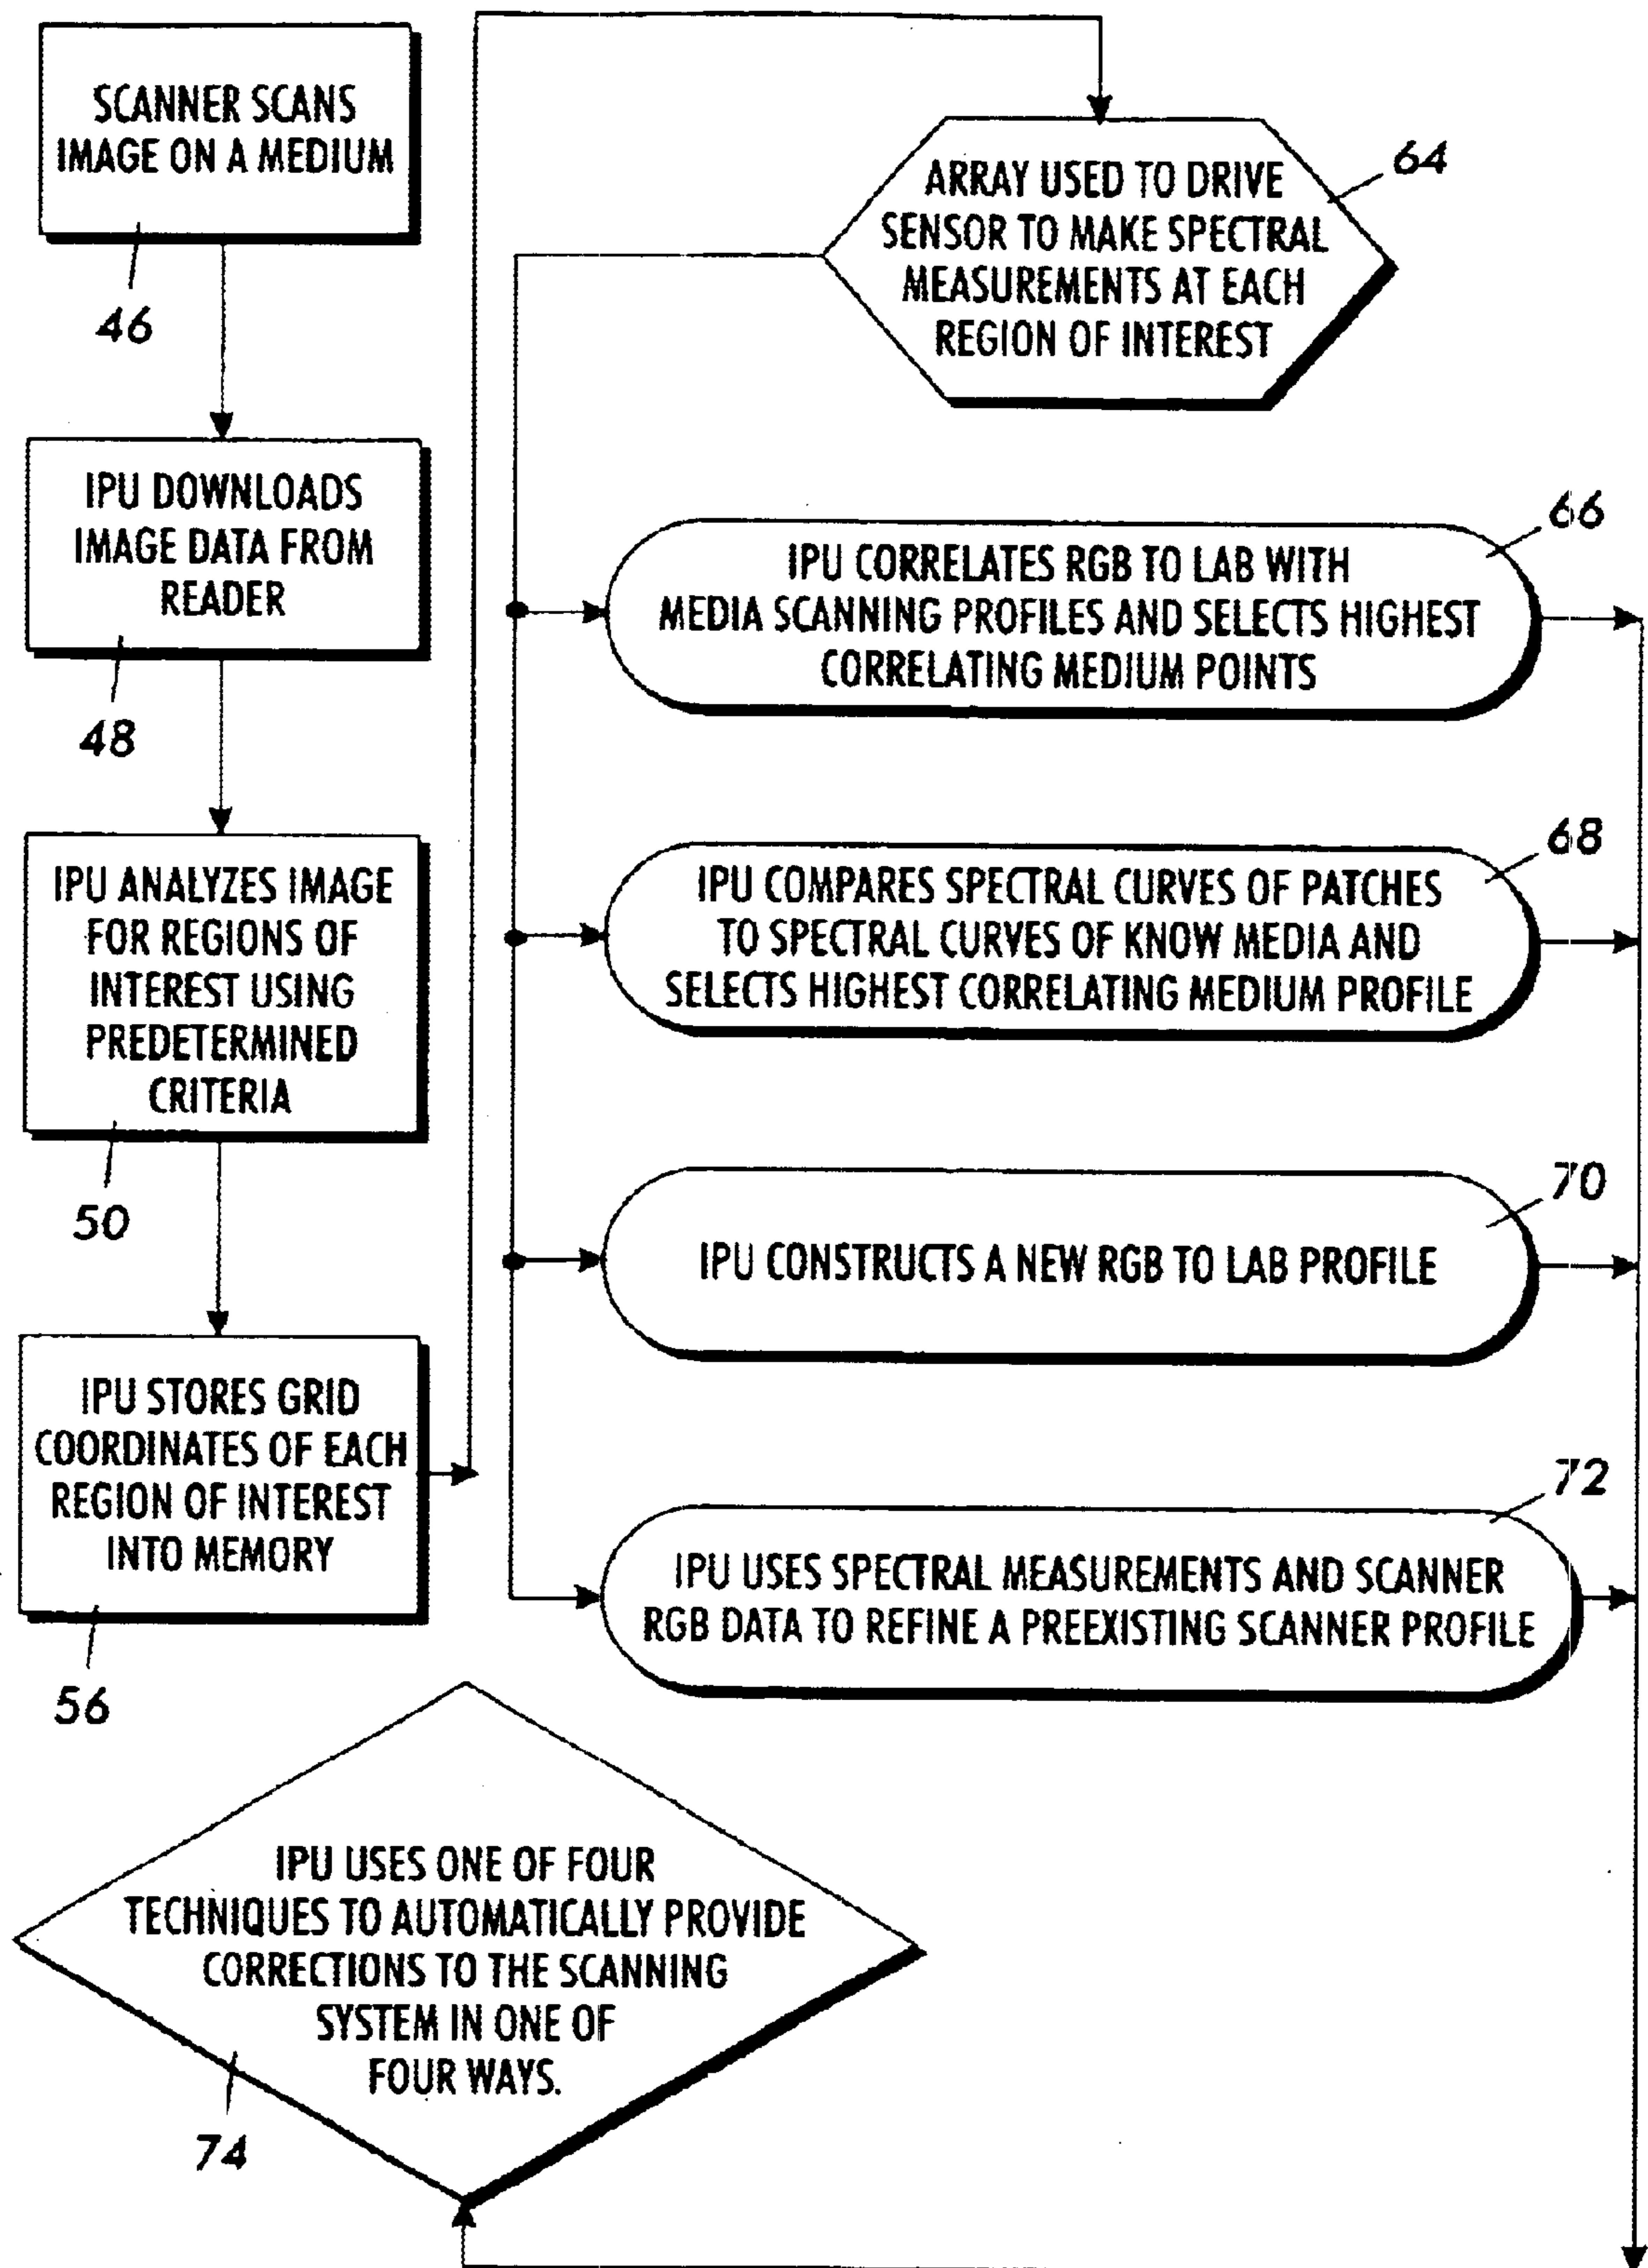 SCANNER SCANS
IMAGE ON A MEDIUM
46
IPU DOWNLOADS
IMAGE DATA FROM
READER
48
IPU ANALYZES IMAGE
FOR REGIONS OF
INTEREST USING
PREDETERMINED
CRITERIA
50
IPU STORES GRID
COORDINATES OF EACH
REGION OF INTEREST
INTO MEMORY
56
ARRAY USED TO DRIVE
SENSOR TO MAKE SPECTRAL
MEASUREMENTS AT EACH
REGION OF INTEREST
64
IPU CORRELATES RGB TO LAB WITH
MEDIA SCANNING PROFILES AND SELECTS HIGHEST
CORRELATING MEDIUM POINTS
66
IPU COMPARES SPECTRAL CURVES OF PATCHES
TO SPECTRAL CURVES OF KNOW MEDIA AND
SELECTS HIGHEST CORRELATING MEDIUM PROFILE
68
IPU CONSTRUCTS A NEW RGB TO LAB PROFILE
70
IPU USES SPECTRAL MEASUREMENTS AND SCANNER
RGB DATA TO REFINE A PREEXISTING SCANNER PROFILE
72
IPU USES ONE OF FOUR
TECHNIQUES TO AUTOMATICALLY PROVIDE
CORRECTIONS TO THE SCANNING
SYSTEM IN ONE OF
FOUR WAYS.
74